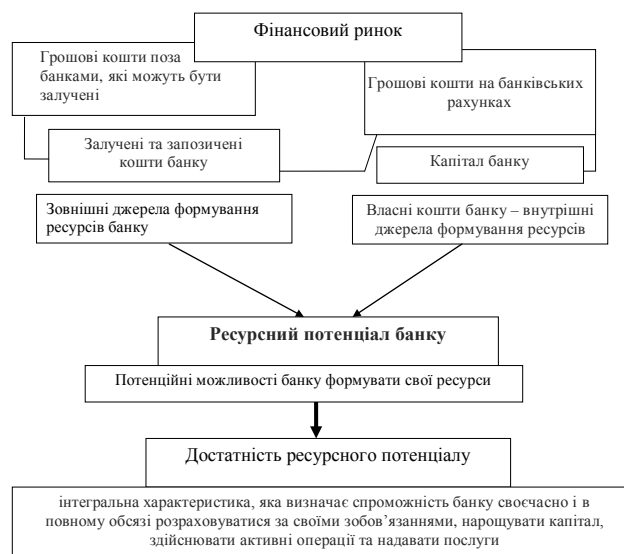 Фінансовий ринок
Грошові кошти поза
банками, які можуть бути
залучені
Грошові кошти на банківських
рахунках
Залучені та запозичені
кошти банку
Капітал банку
Зовнішні джерела формування
ресурсів банку
Власні кошти банку – внутрішні
джерела формування ресурсів
Ресурсний потенціал банку
Потенційні можливості банку формувати свої ресурси
Достатність ресурсного потенціалу
інтегральна характеристика, яка визначає спроможність банку своєчасно і в
повному обсязі розраховуватися за своїми зобов’язаннями, нарощувати капітал,
здійснювати активні операції та надавати послуги